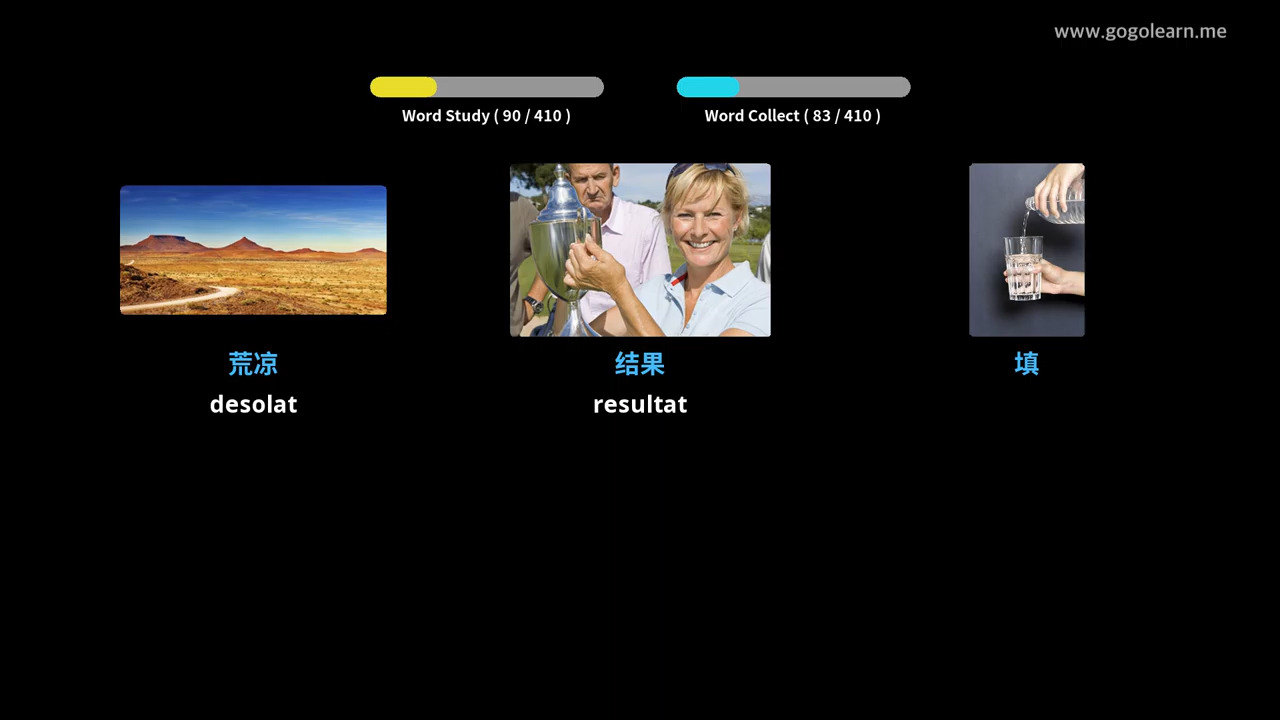 www.gogolearn.me
Word Study ( 90 / 410 )
Word Collect ( 83 / 410 )
荒凉
desolat
结果
resultat
填